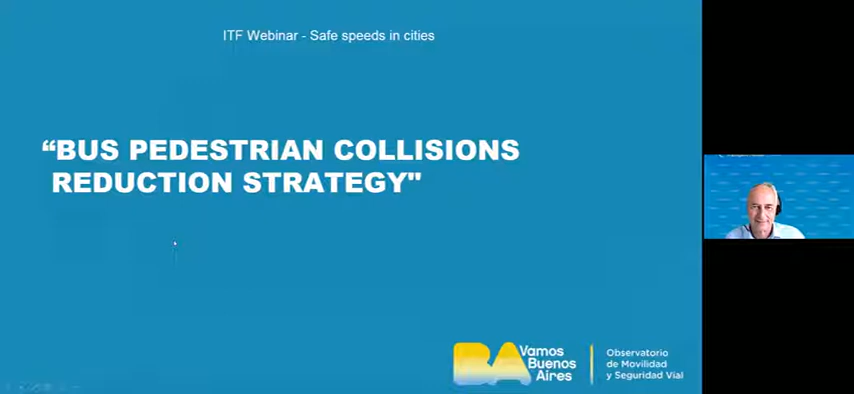 ITF Webinar - Safe speeds in cities
“BUS PEDESTRIAN COLLISIONS
REDUCTION STRATEGY"
BA
Vamos
Buenos
Aires
Observatorio
de Movilidad
y Seguridad Vial